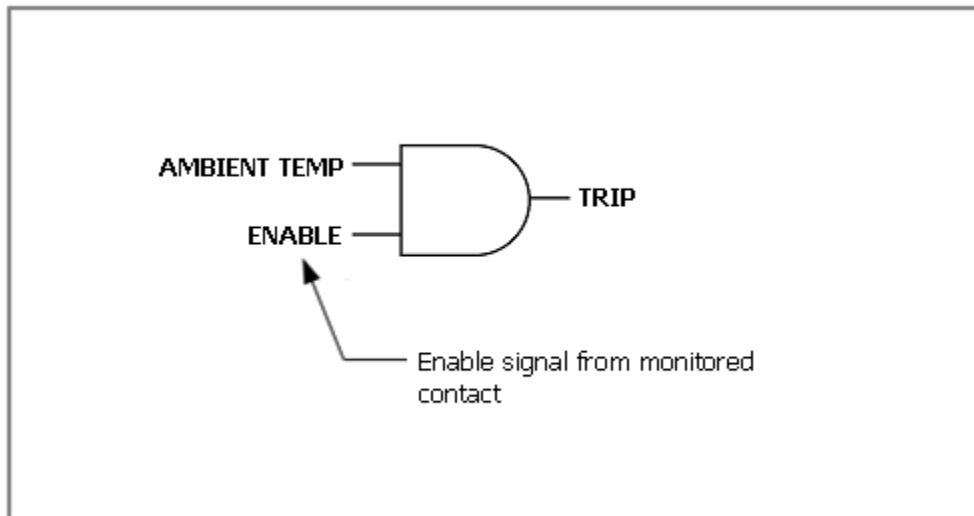 AMBIENT TEMP
TRIP
ENABLE
Enable signal from monitored
contact